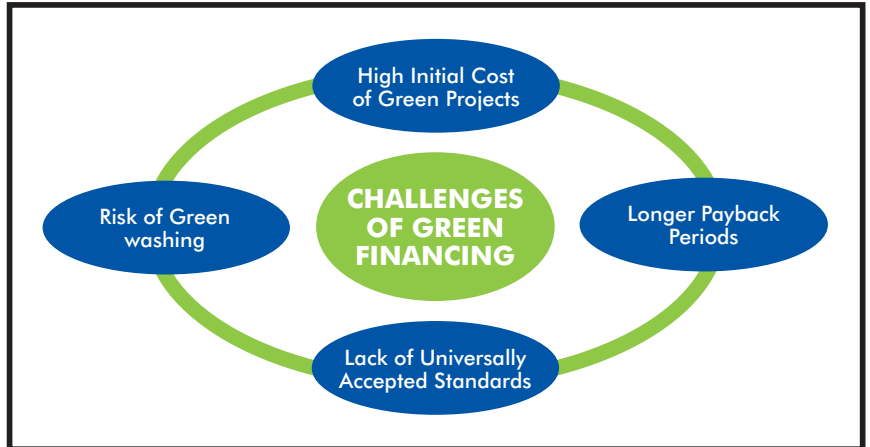 High Initial Cost
of Green Projects
Risk of Green
washing
CHALLENGES
OF GREEN
FINANCING
Longer Payback
Periods
Lack of Universally
Accepted Standards